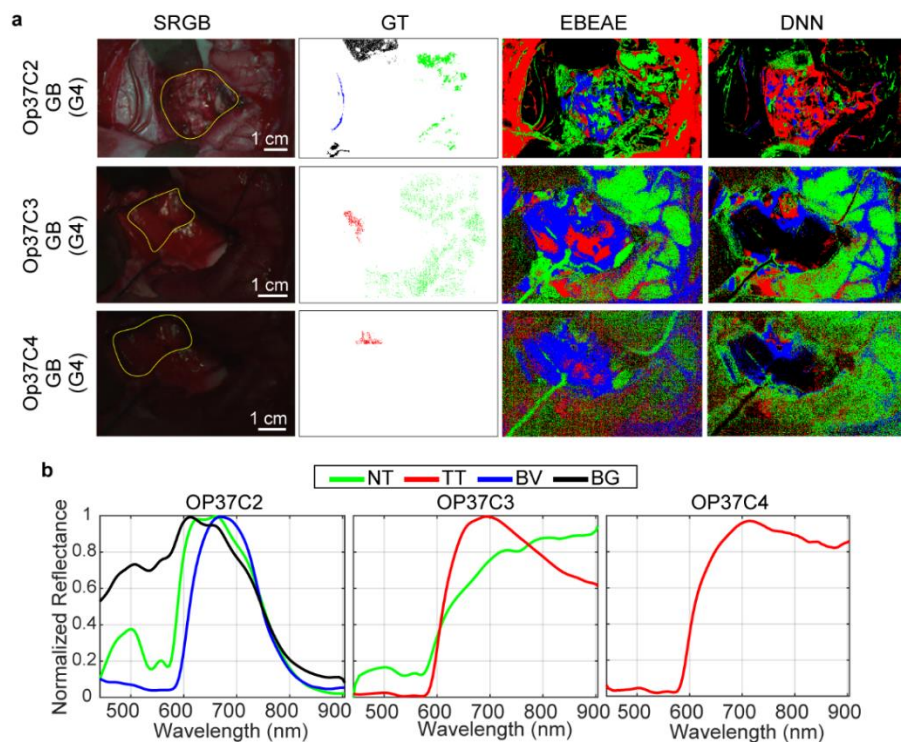 a
SRGB GT EBEAE DNN
Op37C2
GB
(G4)
1 cm
Op37C3
GB
(G4)
1 cm
Op37C4
GB
(G4)
1 cm
b
NT TT BV BG
OP37C2 OP37C3 OP37C4
Normalized Reflectance
1
0.8
0.6
0.4
0.2
0
500 600 700 800 900 500 600 700 800 900 500 600 700 800 900
Wavelength (nm) Wavelength (nm) Wavelength (nm)